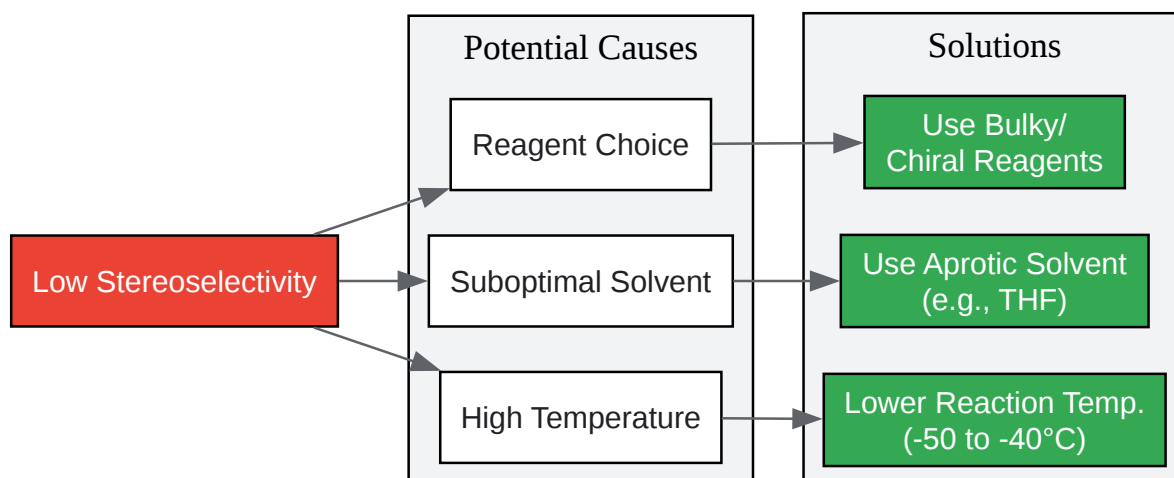 Potential Causes
Solutions
Reagent Choice
Use Bulky/
Chiral Reagents
Low Stereoselectivity
Suboptimal Solvent
Use Aprotic Solvent
(e.g., THF)
High Temperature
Lower Reaction Temp.
(-50 to -40°C)